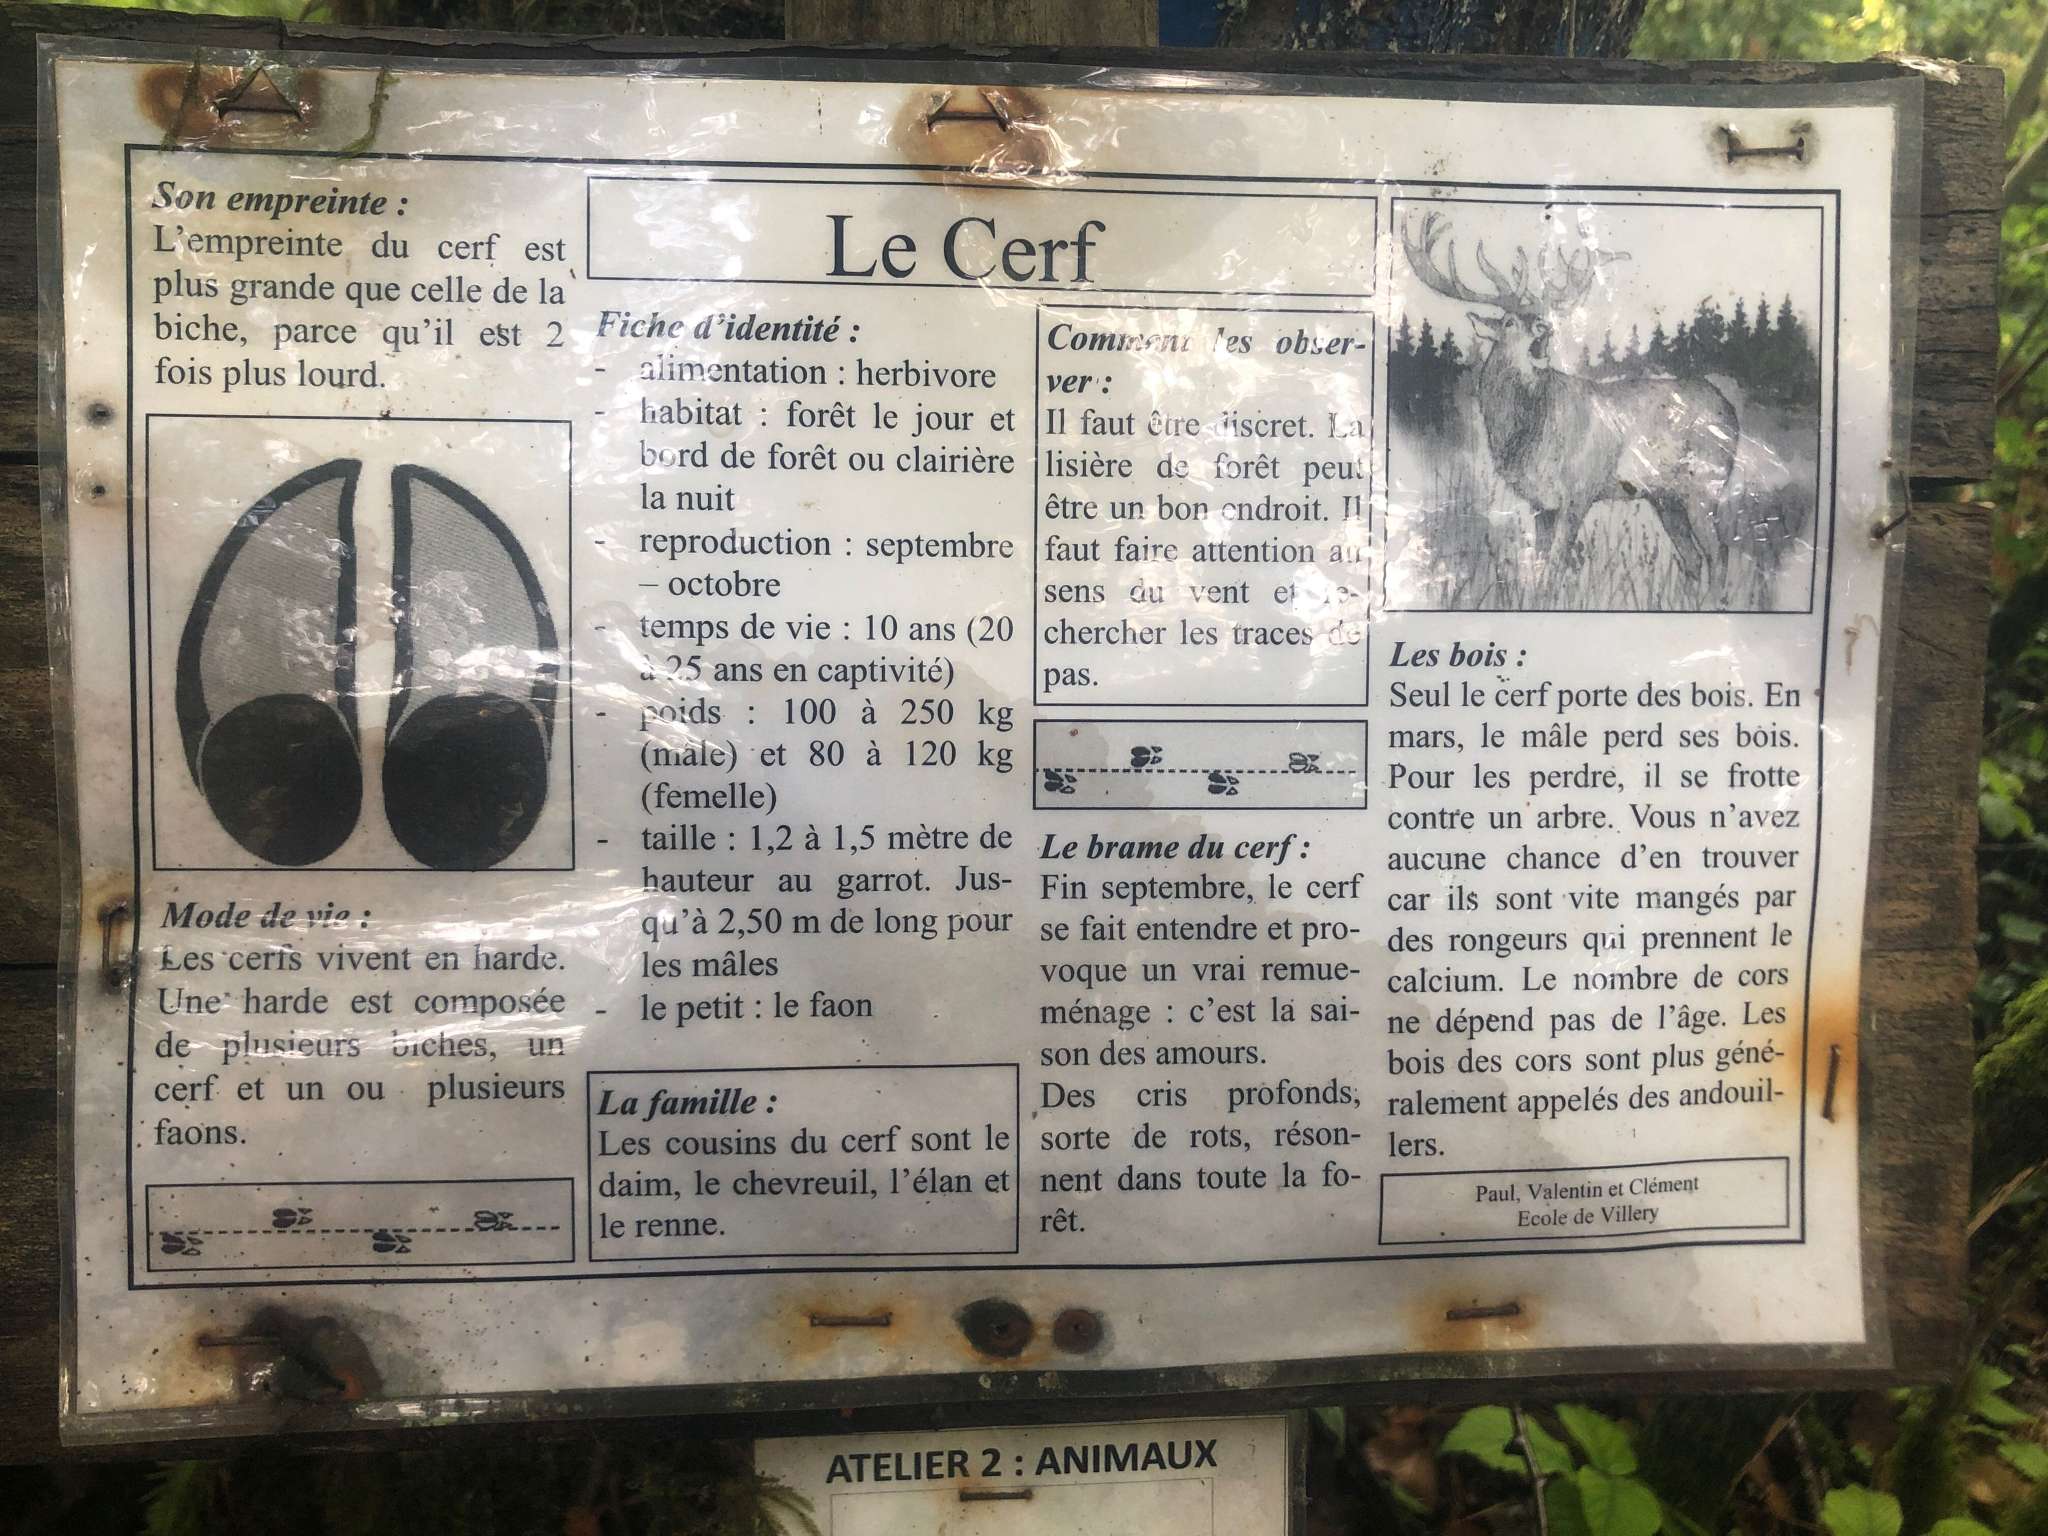 Son empreinte :
L'empreinte du cerf est
plus grande que celle de la
biche, parce qu'il est 2
fois plus lourd.
Mode de vie :
Les cerfs vivent en harde.
Une harde est composée
de plusieurs biches, un
cerf et un ou plusieurs
faons.
Le Cerf
Fiche d'identité :
- alimentation : herbivore
- habitat : forêt le jour et
bord de forêt ou clairière
la nuit
- reproduction : septembre
– octobre
- temps de vie : 10 ans (20
à 25 ans en captivité)
- poids : 100 à 250 kg
(mâle) et 80 à 120 kg
(femelle)
- taille : 1,2 à 1,5 mètre de
hauteur au garrot. Jus-
qu'à 2,50 m de long pour
les mâles
- le petit : le faon
La famille :
Les cousins du cerf sont le
daim, le chevreuil, l'élan et
le renne.
Comment les obser-
ver :
Il faut être discret. La
lisière de forêt peut
être un bon endroit. Il
faut faire attention au
sens du vent et re-
chercher les traces de
pas.
Le brame du cerf :
Fin septembre, le cerf
se fait entendre et pro-
voque un vrai remue-
ménage : c'est la sai-
son des amours.
Des cris profonds,
sorte de rots, réson-
nent dans toute la fo-
rêt.
Les bois :
Seul le cerf porte des bois. En
mars, le mâle perd ses bois.
Pour les perdre, il se frotte
contre un arbre. Vous n'avez
aucune chance d'en trouver
car ils sont vite mangés par
des rongeurs qui prennent le
calcium. Le nombre de cors
ne dépend pas de l'âge. Les
bois des cors sont plus géné-
ralement appelés des andouil-
lers.
Paul, Valentin et Clément
Ecole de Villery
ATELIER 2 : ANIMAUX